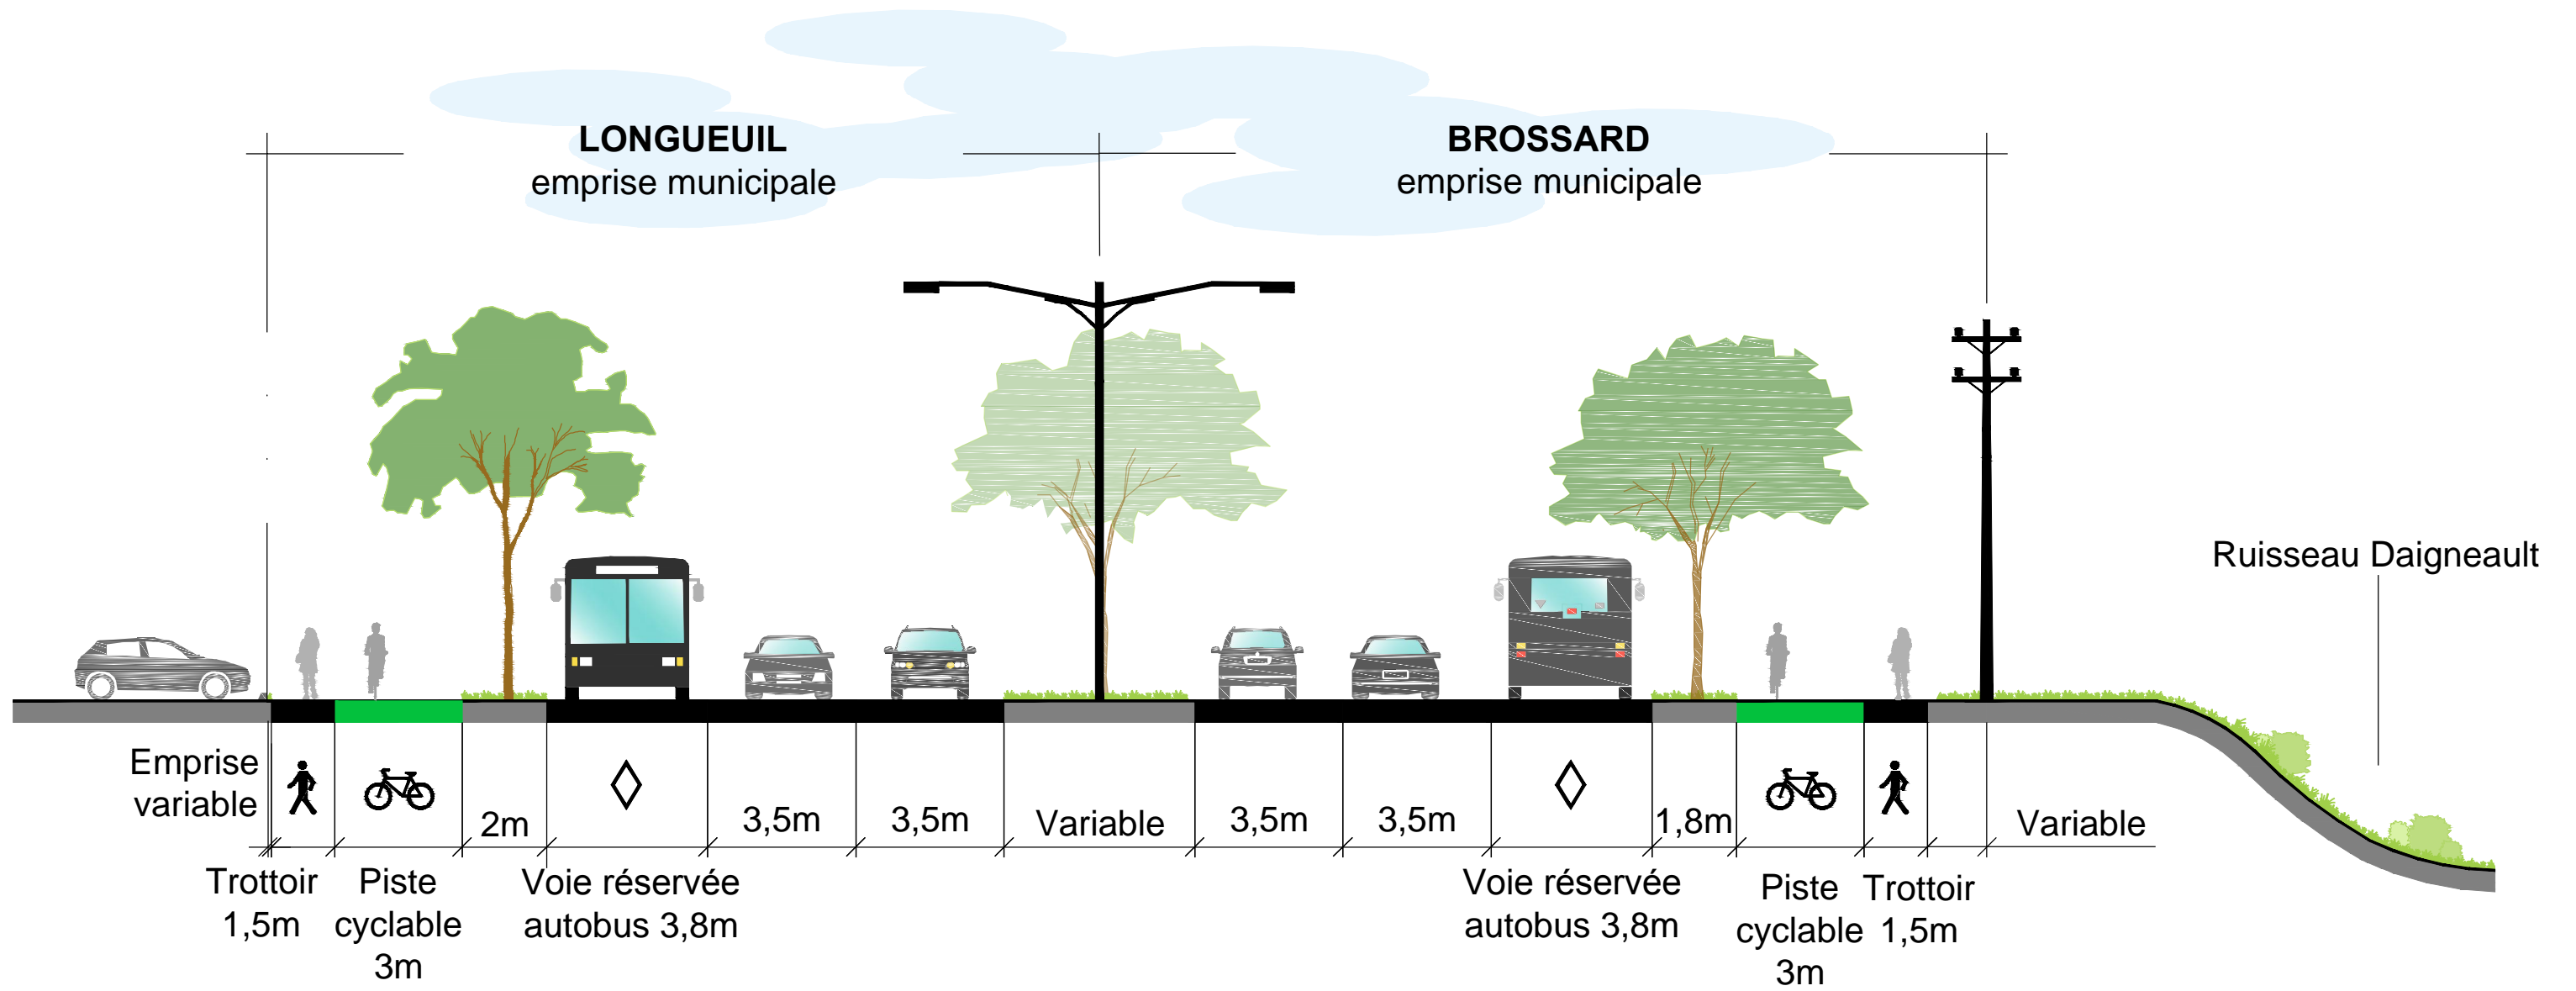 LONGUEUIL
emprise municipale
BROSSARD
emprise municipale
Ruisseau Daigneault
Emprise
variable
2m
3,5m
3,5m
Variable
3,5m
3,5m
1,8m
Variable
Trottoir
1,5m
Piste
cyclable
3m
Voie réservée
autobus 3,8m
Voie réservée
autobus 3,8m
Piste
cyclable
3m
Trottoir
1,5m